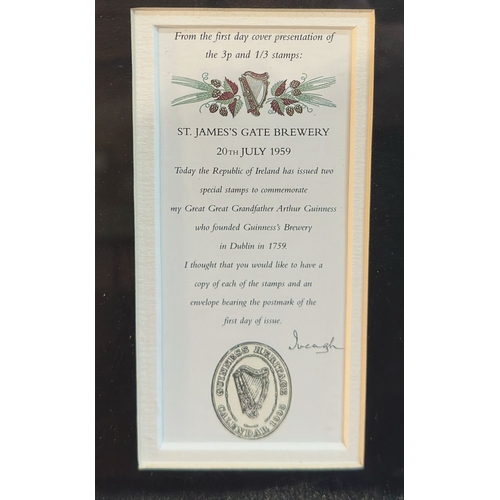 From the first day cover presentation of
the 3p and 1/3 stamps:
ST. JAMES'S GATE BREWERY
20TH JULY 1959
Today the Republic of Ireland has issued two
special stamps to commemorate
my Great Great Grandfather Arthur Guinness
who founded Guinness's Brewery
in Dublin in 1759.
I thought that you would like to have a
copy of each of the stamps and an
envelope bearing the postmark of the
first day of issue.
Iveagh
GUINNESS HERITAGE
CALENDAR